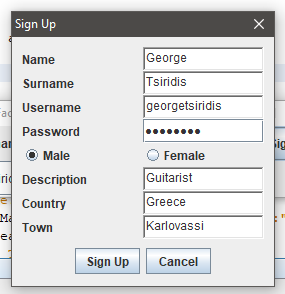 Sign Up
Name George
Surname Tsiridis
Username georgetsiridis
Password ••••••••
Male Female
Description Guitarist
Country Greece
Town Karlovassi
Sign Up Cancel